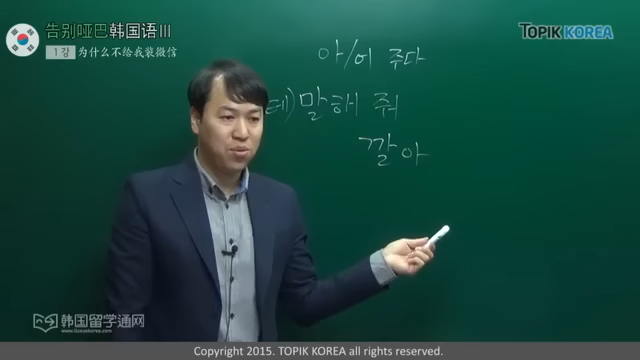 告别哑巴韩国语Ⅲ
TOPIK KOREA
1강 为什么不给我装微信
아/어 주다
데)말해 줘
깔아
韩国留学通网
Copyright 2015. TOPIK KOREA all rights reserved.